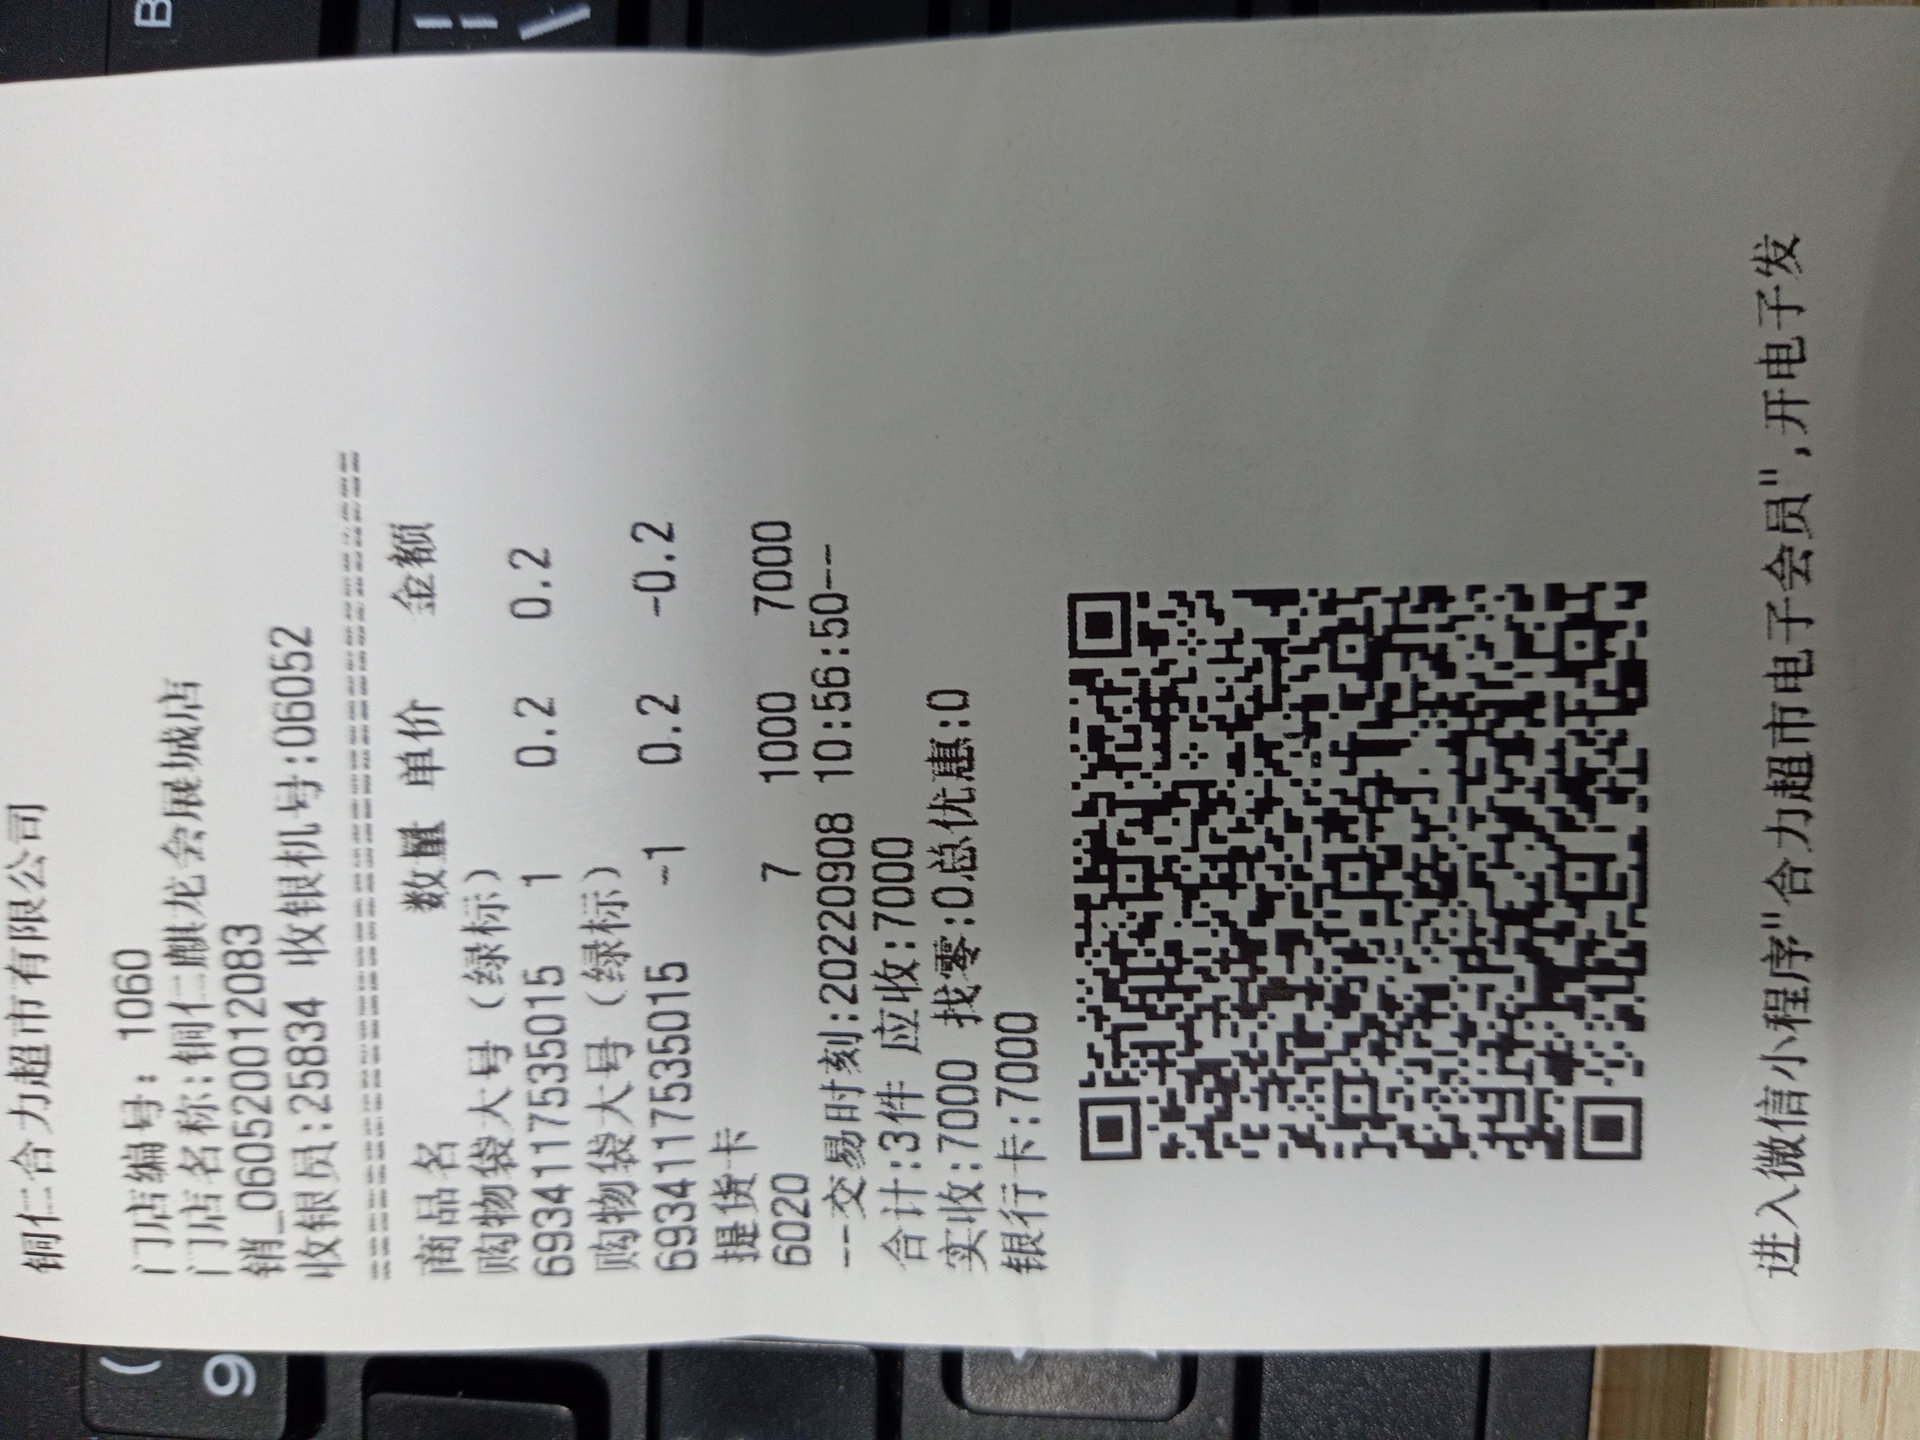 铜仁合力超市有限公司
门店编号: 1060
门店名称:铜仁麒龙会展城店
销_060520012083
收银员:25834 收银机号:06052
商品名 数量 单价 金额
购物袋大号（绿标）
6934117535015 1 0.2 0.2
购物袋大号（绿标）
6934117535015 -1 0.2 -0.2
提货卡
6020 7 1000 7000
--交易时刻:20220908 10:56:50--
合计:3件 应收:7000
实收:7000 找零:0总优惠:0
银行卡:7000
进入微信小程序"合力超市电子会员",开电子发
B
( 
9